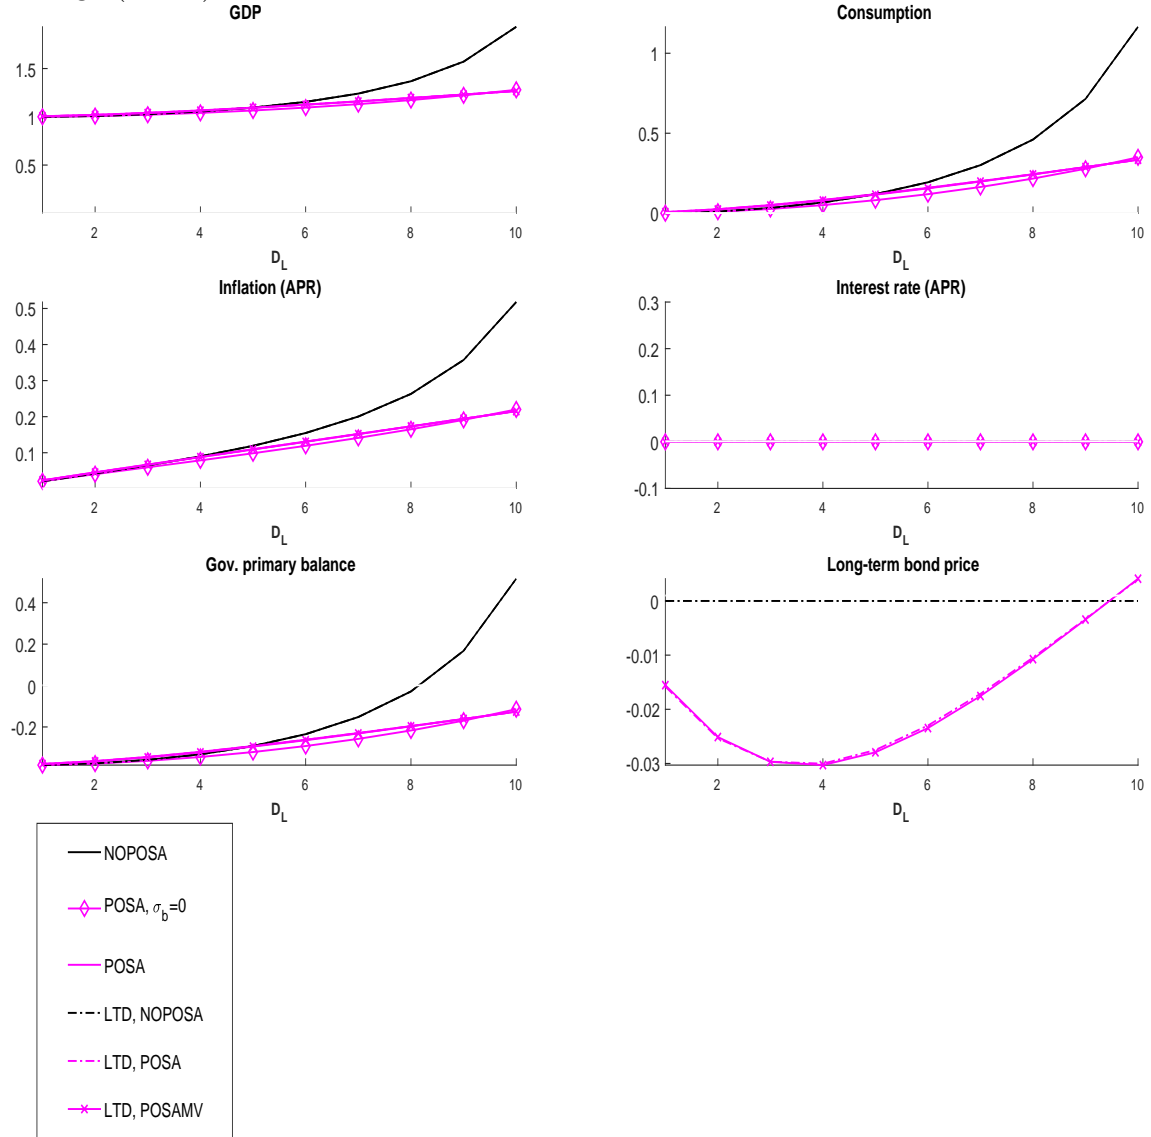 GDP
Consumption
1.5
1
0.5
2 4 6 8 10
D_L
1
0.5
0
2 4 6 8 10
D_L
Inflation (APR)
Interest rate (APR)
0.5
0.4
0.3
0.2
0.1
2 4 6 8 10
D_L
0.3
0.2
0.1
0
-0.1
2 4 6 8 10
D_L
Gov. primary balance
Long-term bond price
0.4
0.2
0
-0.2
2 4 6 8 10
D_L
0
-0.01
-0.02
-0.03
2 4 6 8 10
D_L
NOPOSA
POSA, σ_b=0
POSA
LTD, NOPOSA
LTD, POSA
LTD, POSAMV